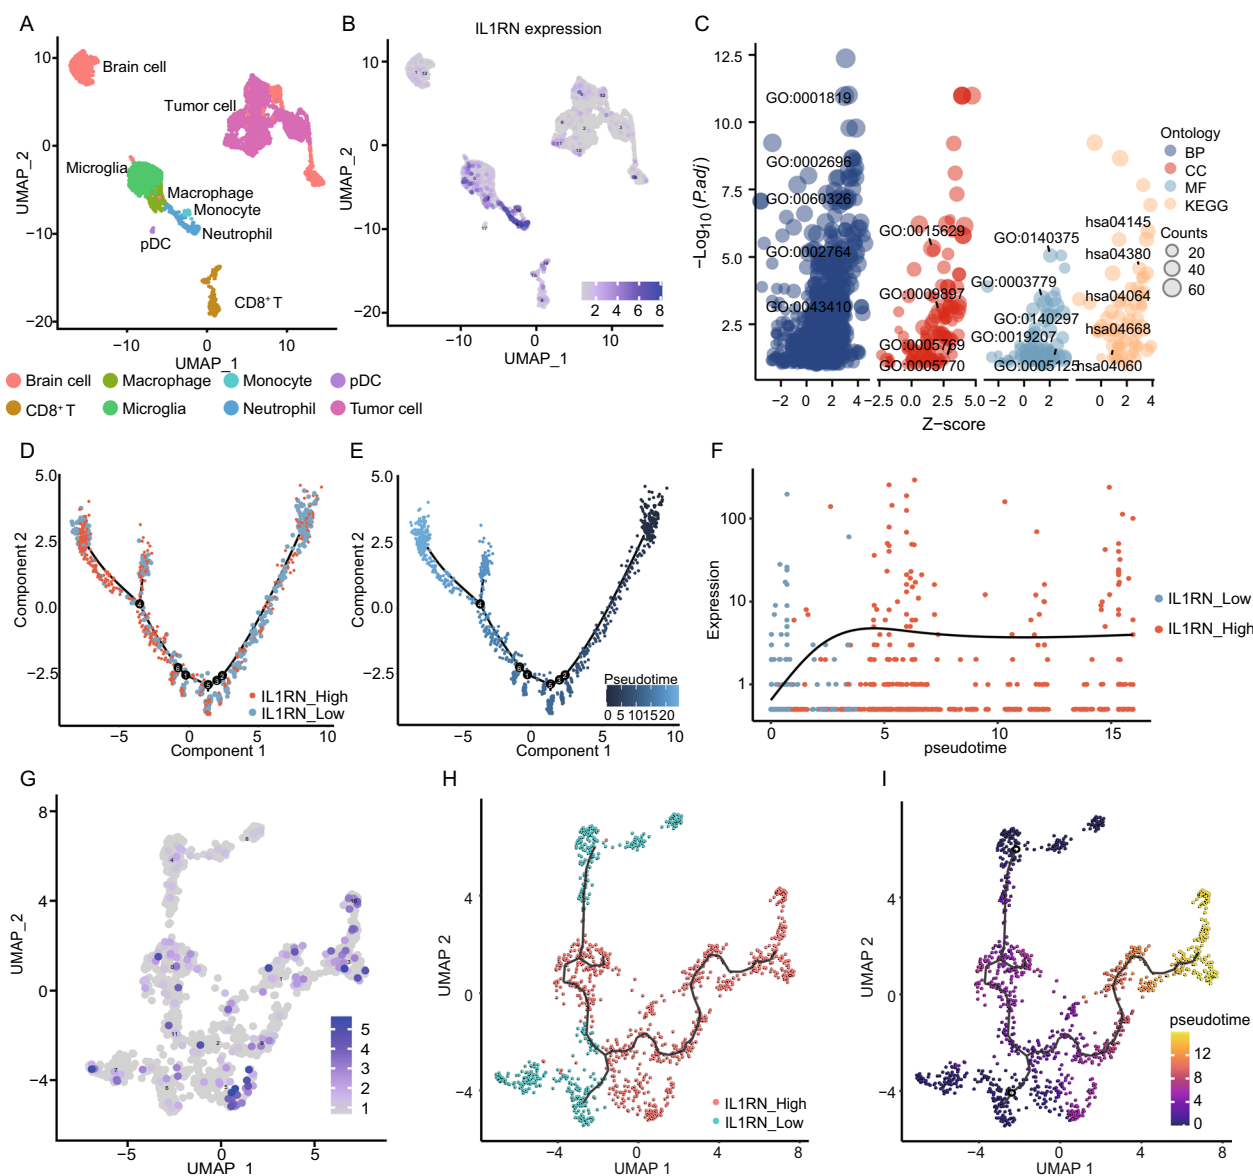 A
UMAP_2
10
0
−10
−20
−10
0
10
UMAP_1
Brain cell
Tumor cell
Microglia
Macrophage
Monocyte
Neutrophil
pDC
CD8⁺ T
Brain cell
Macrophage
Monocyte
pDC
CD8⁺ T
Microglia
Neutrophil
Tumor cell
B
IL1RN expression
UMAP_2
10
0
−10
−20
−10
0
10
UMAP_1
2 4 6 8
C
−Log₁₀(P.adj)
12.5
−10.0
7.5
5.0
2.5
GO:0001819
GO:0002696
GO:0060326
GO:0002764
GO:0043410
GO:0015629
GO:0009897
GO:0005769
GO:0005770
GO:0140375
GO:0003779
GO:0140297
GO:0019207
GO:0005125
hsa04145
hsa04380
hsa04064
hsa04668
hsa04060
−2 0 2 4
−2.5 0.0 2.5 5.0
−2 0 2
0 2 4
Z−score
Ontology
BP
CC
MF
KEGG
Counts
20
40
60
D
Component 2
5.0
2.5
0.0
−2.5
−5 0 5 10
Component 1
IL1RN_High
IL1RN_Low
E
Component 2
5.0
2.5
0.0
−2.5
−5 0 5 10
Component 1
Pseudotime
0 5 10 15 20
F
Expression
100
10
1
0 5 10 15
pseudotime
IL1RN_Low
IL1RN_High
G
UMAP_2
8
4
0
−4
−5 0 5
UMAP_1
5
4
3
2
1
H
UMAP 2
4
0
−4
−4 0 4 8
UMAP 1
IL1RN_High
IL1RN_Low
I
UMAP 2
4
0
−4
−4 0 4 8
UMAP 1
pseudotime
12
8
4
0